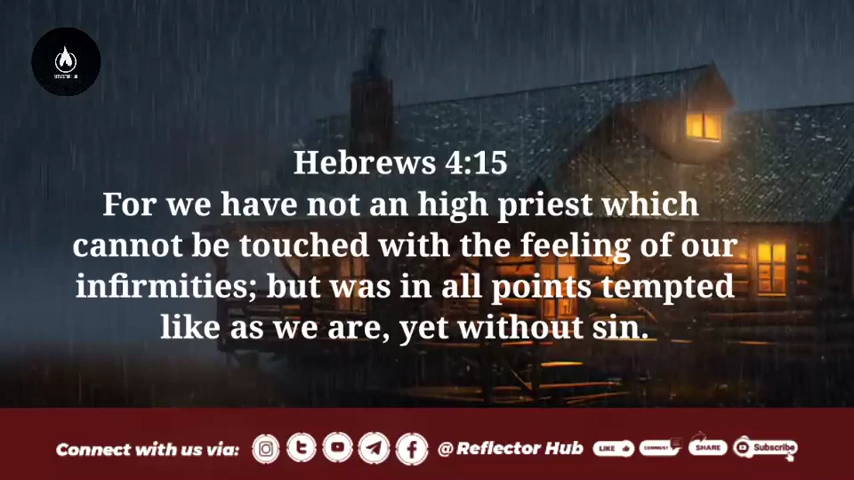 Hebrews 4:15
For we have not an high priest which
cannot be touched with the feeling of our
infirmities; but was in all points tempted
like as we are, yet without sin.
Connect with us via: @ Reflector Hub LIKE COMMENT SHARE Subscribe